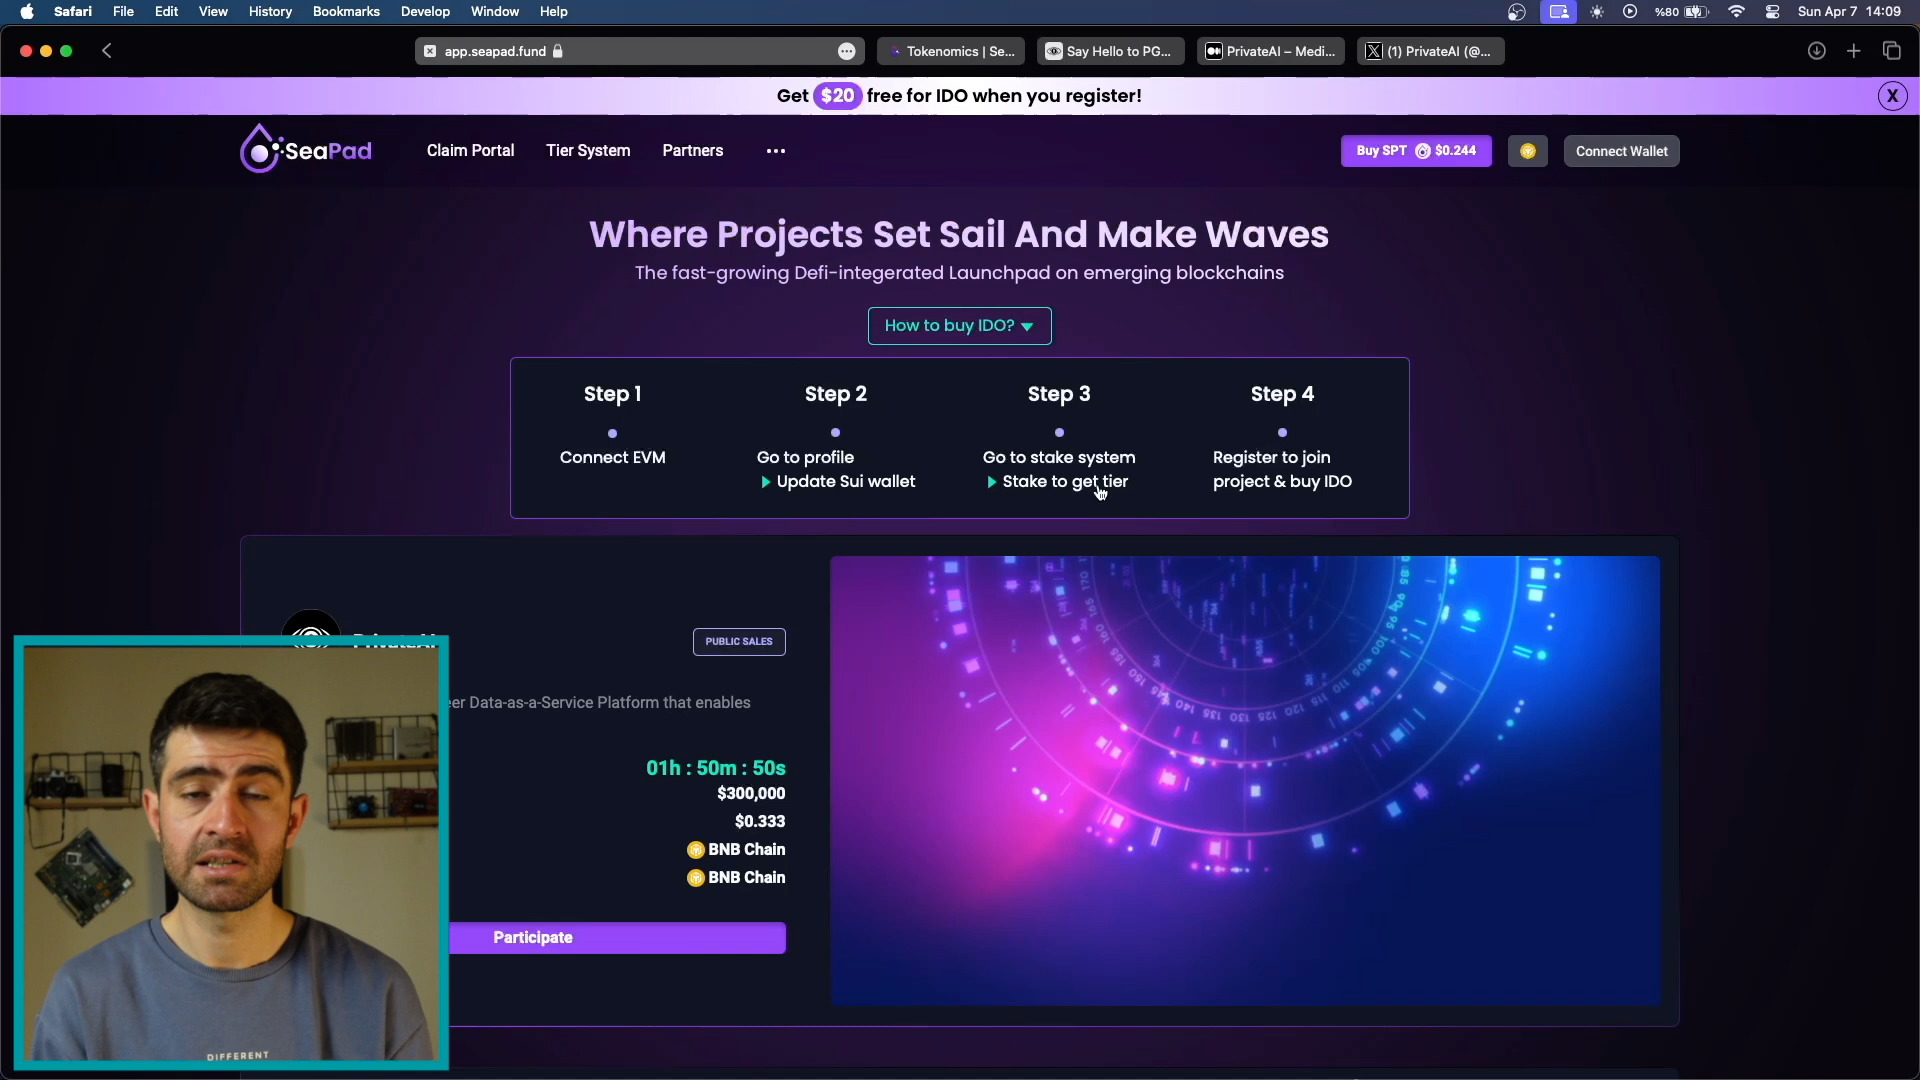 Safari File Edit View History Bookmarks Develop Window Help
%80
Sun Apr 7 14:09
app.seapad.fund
Tokenomics | Se...
Say Hello to PG...
PrivateAI – Medi...
(1) PrivateAI (@...
Get $20 free for IDO when you register!
X
SeaPad
Claim Portal
Tier System
Partners
Buy SPT $0.244
Connect Wallet
Where Projects Set Sail And Make Waves
The fast-growing Defi-integerated Launchpad on emerging blockchains
How to buy IDO?
Step 1
Connect EVM
Step 2
Go to profile
Update Sui wallet
Step 3
Go to stake system
Stake to get tier
Step 4
Register to join
project & buy IDO
PrivateAI
PUBLIC SALES
Data-as-a-Service Platform that enables
01h : 50m : 50s
$300,000
$0.333
BNB Chain
BNB Chain
Participate
DIFFERENT